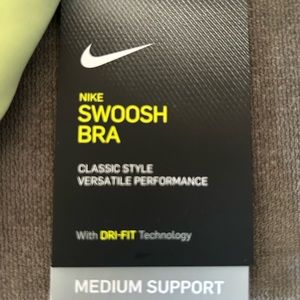 NIKE
SWOOSH
BRA
CLASSIC STYLE
VERSATILE PERFORMANCE
With DRI-FIT Technology
MEDIUM SUPPORT